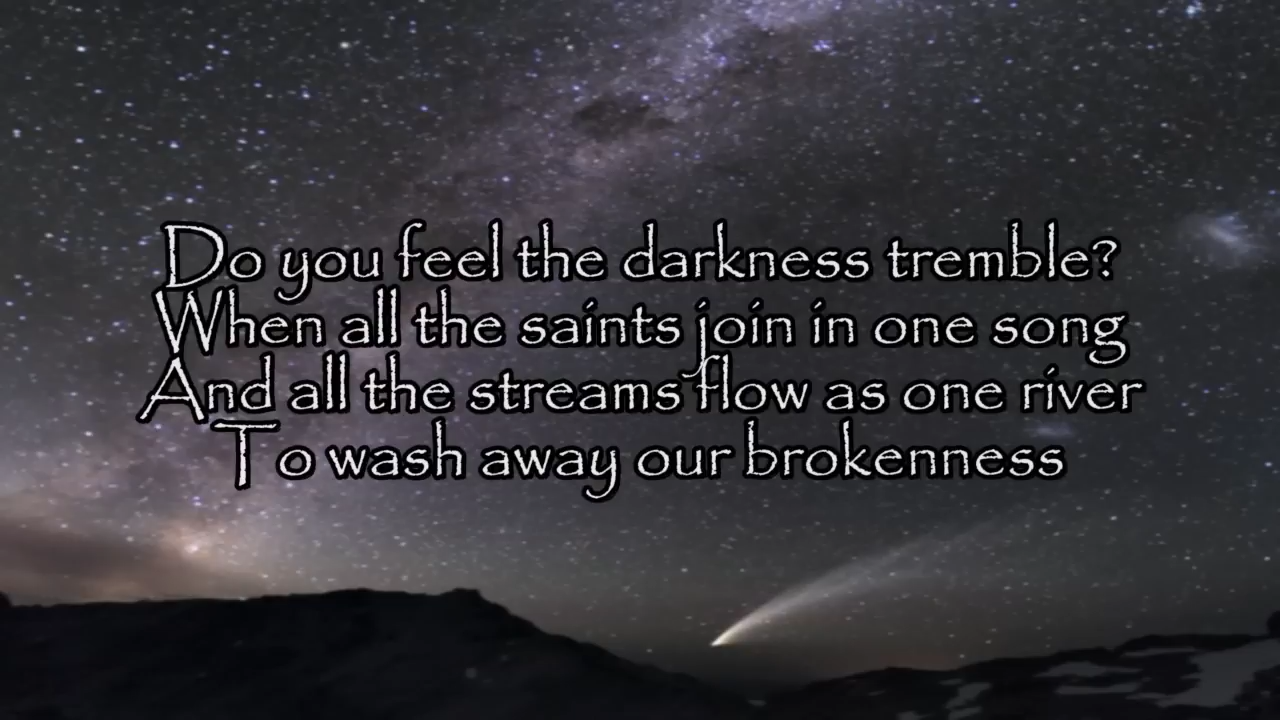 Do you feel the darkness tremble?
When all the saints join in one song
And all the streams flow as one river
To wash away our brokenness